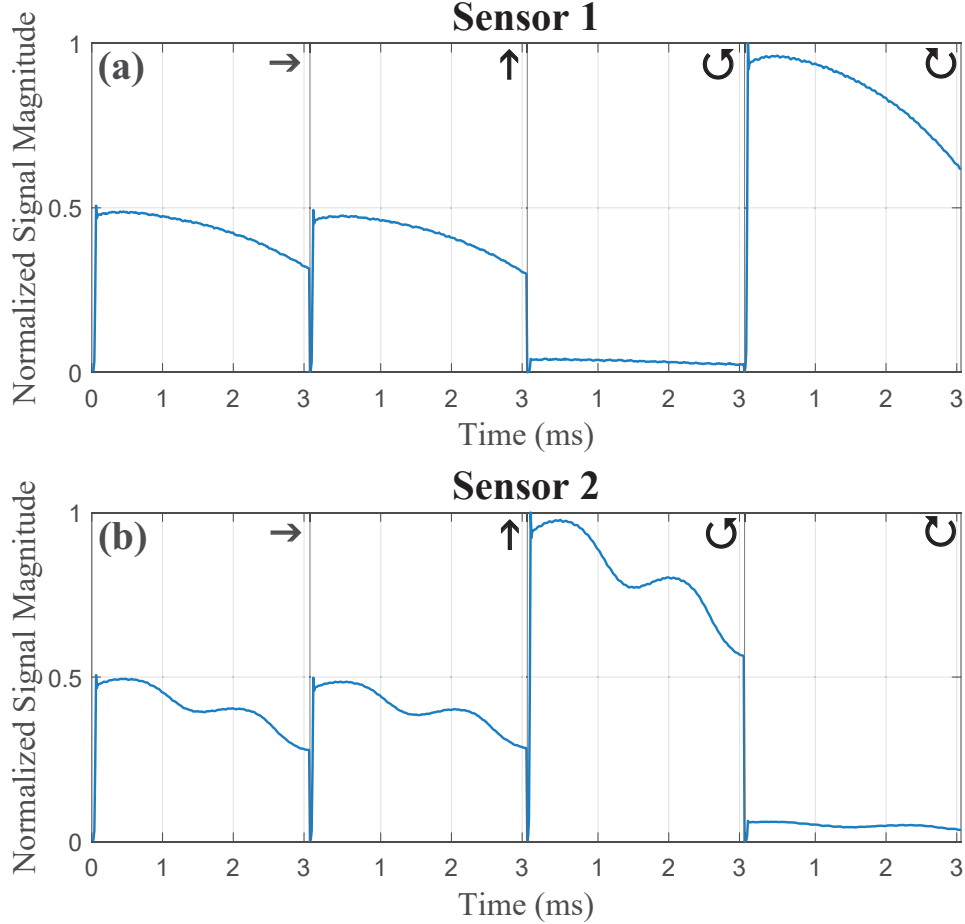 Sensor 1
(a) → ↑ ↺ ↻
Normalized Signal Magnitude
1
0.5
0
0 1 2 3 1 2 3 1 2 3 1 2 3
Time (ms)
Sensor 2
(b) → ↑ ↺ ↻
Normalized Signal Magnitude
1
0.5
0
0 1 2 3 1 2 3 1 2 3 1 2 3
Time (ms)